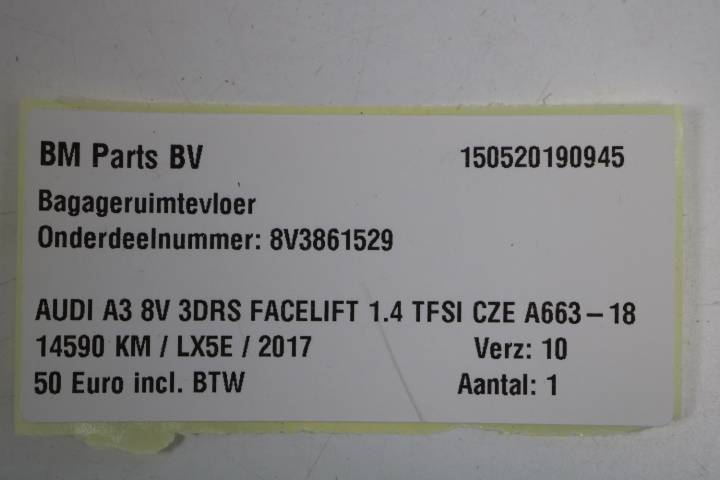 BM Parts BV 150520190945
Bagageruimtevloer
Onderdeelnummer: 8V3861529
AUDI A3 8V 3DRS FACELIFT 1.4 TFSI CZE A663-18
14590 KM / LX5E / 2017 Verz: 10
50 Euro incl. BTW Aantal: 1